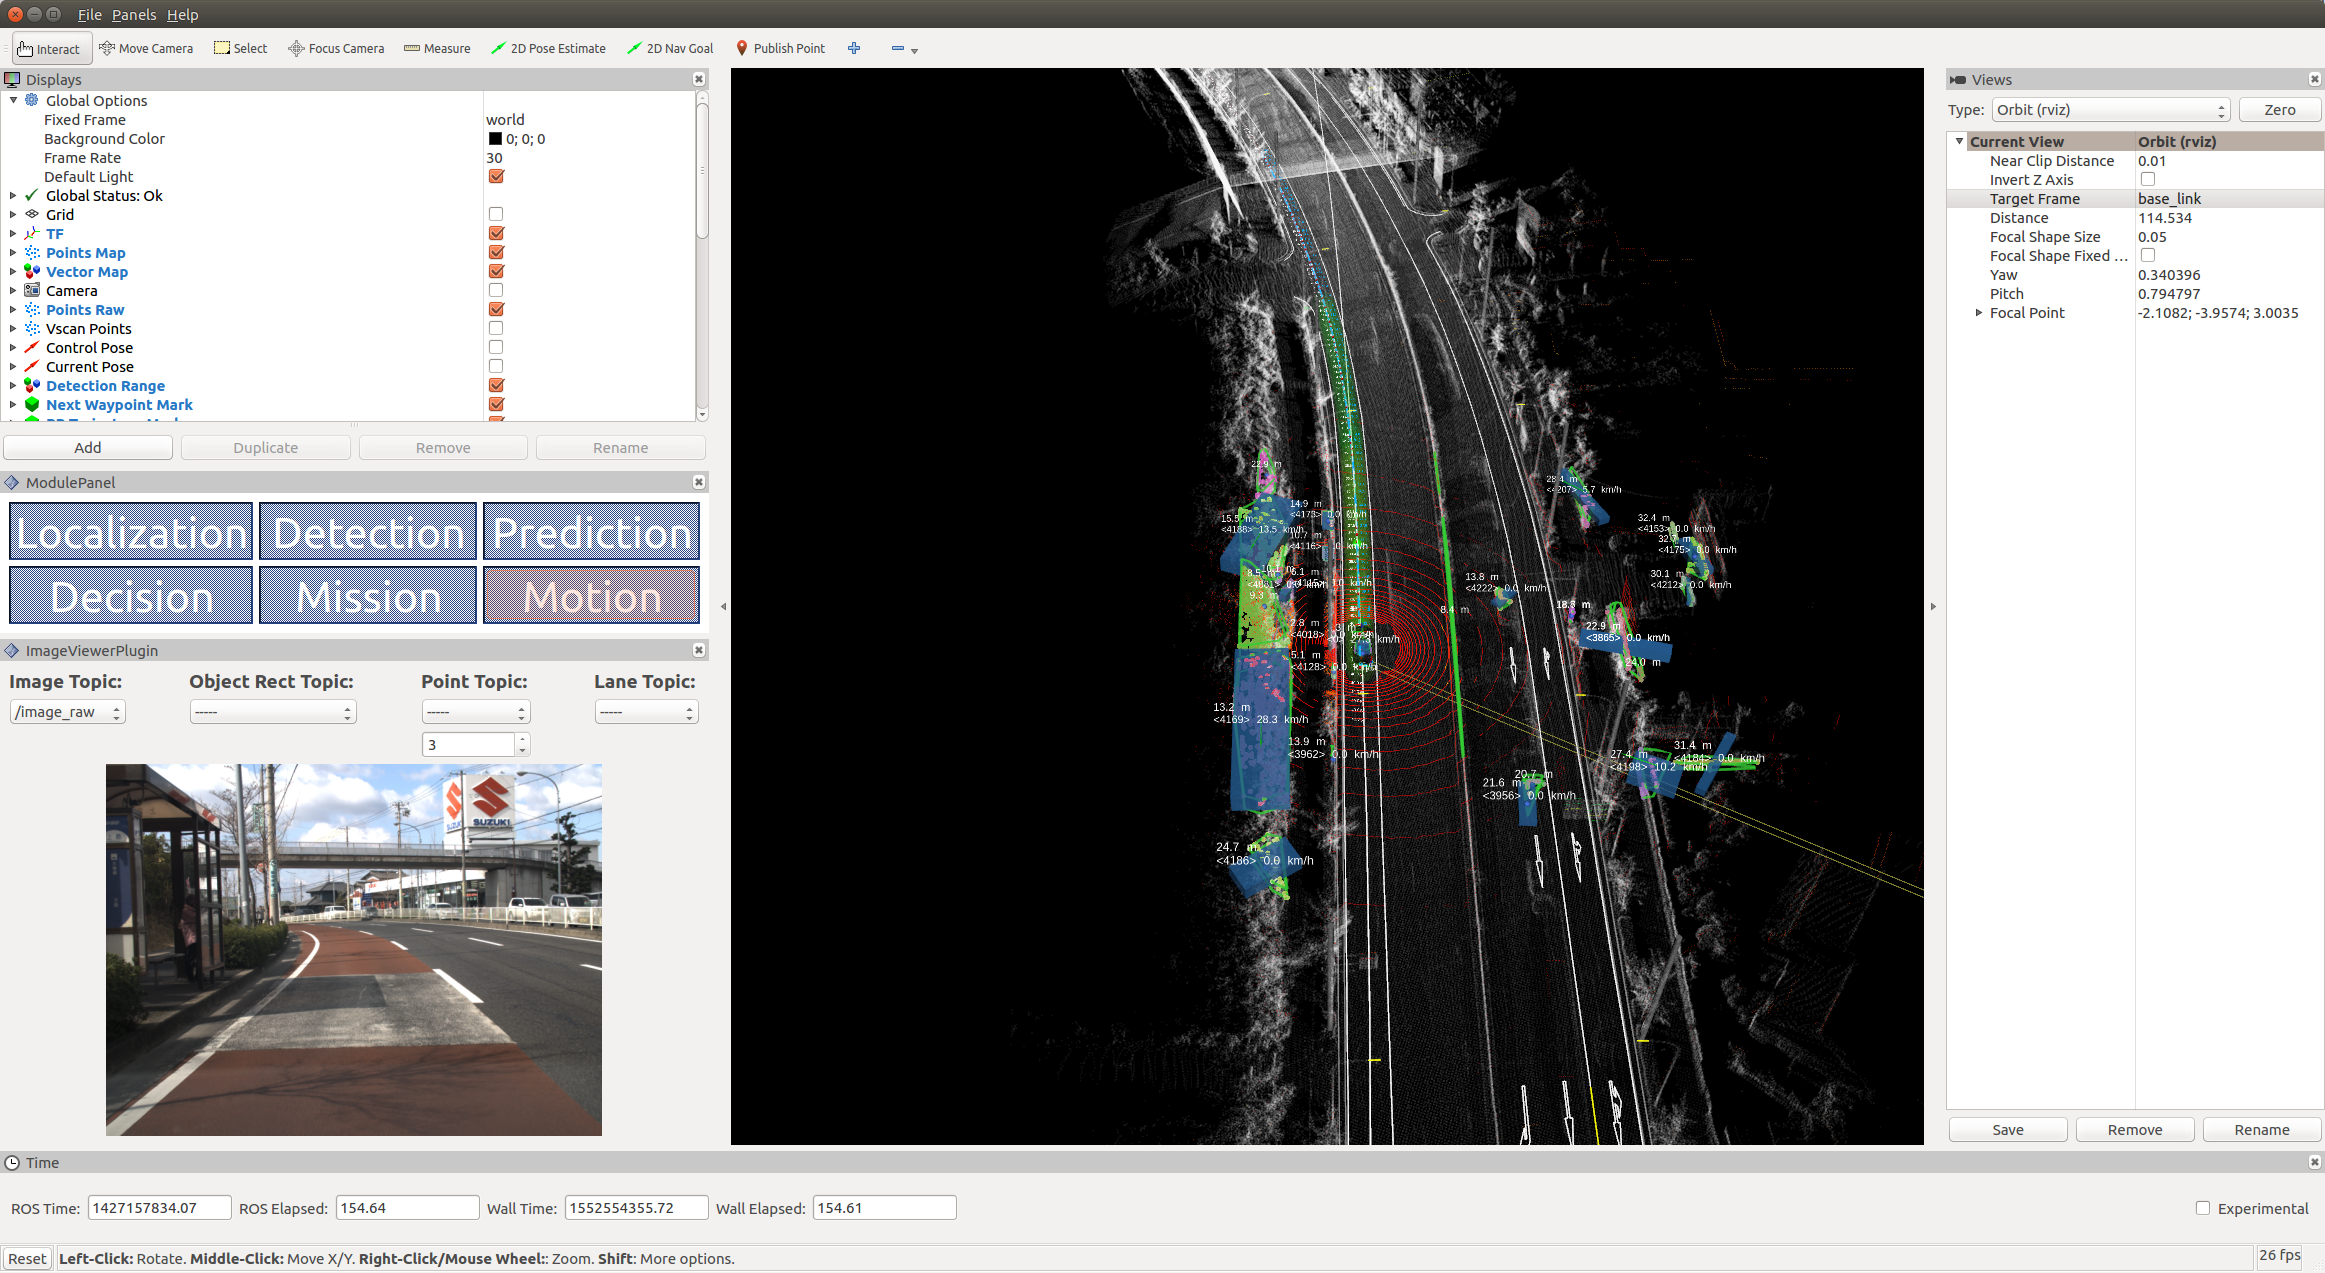 File Panels Help
Interact Move Camera Select Focus Camera Measure 2D Pose Estimate 2D Nav Goal Publish Point
Displays
Global Options
Fixed Frame world
Background Color 0; 0; 0
Frame Rate 30
Default Light
Global Status: Ok
Grid
TF
Points Map
Vector Map
Camera
Points Raw
Vscan Points
Control Pose
Current Pose
Detection Range
Next Waypoint Mark
Add Duplicate Remove Rename
ModulePanel
Localization Detection Prediction
Decision Mission Motion
ImageViewerPlugin
Image Topic: Object Rect Topic: Point Topic: Lane Topic:
/image_raw ----- ----- -----
3
SUZUKI
22.9 m
14.9 m
<4173> 0.0 km/h
15.5 m
<4188> 13.5 km/h
<4116>
2.8 m
<4018>
5.1 m
<4128> 0.0 km/h
13.2 m
<4169> 28.3 km/h
13.9 m
<3962> 0.0 km/h
24.7 m
<4186> 0.0 km/h
28.4 m
<4207> 5.7 km/h
32.4 m
<4153> 0.0 km/h
<4175> 0.0 km/h
30.1 m
<4212> 0.0 km/h
13.8 m
<4222> 0.0 km/h
8.4 m
22.9 m
<3865> 0.0 km/h
24.0 m
27.4 m
<4198> 10.2 km/h
31.4 m
<4184> 0.0 km/h
20.7 m
21.6 m
<3956> 0.0 km/h
Views
Type: Orbit (rviz) Zero
Current View Orbit (rviz)
Near Clip Distance 0.01
Invert Z Axis
Target Frame base_link
Distance 114.534
Focal Shape Size 0.05
Focal Shape Fixed ...
Yaw 0.340396
Pitch 0.794797
Focal Point -2.1082; -3.9574; 3.0035
Save Remove Rename
Time
ROS Time: 1427157834.07 ROS Elapsed: 154.64 Wall Time: 1552554355.72 Wall Elapsed: 154.61 Experimental
Reset Left-Click: Rotate. Middle-Click: Move X/Y. Right-Click/Mouse Wheel:: Zoom. Shift: More options. 26 fps